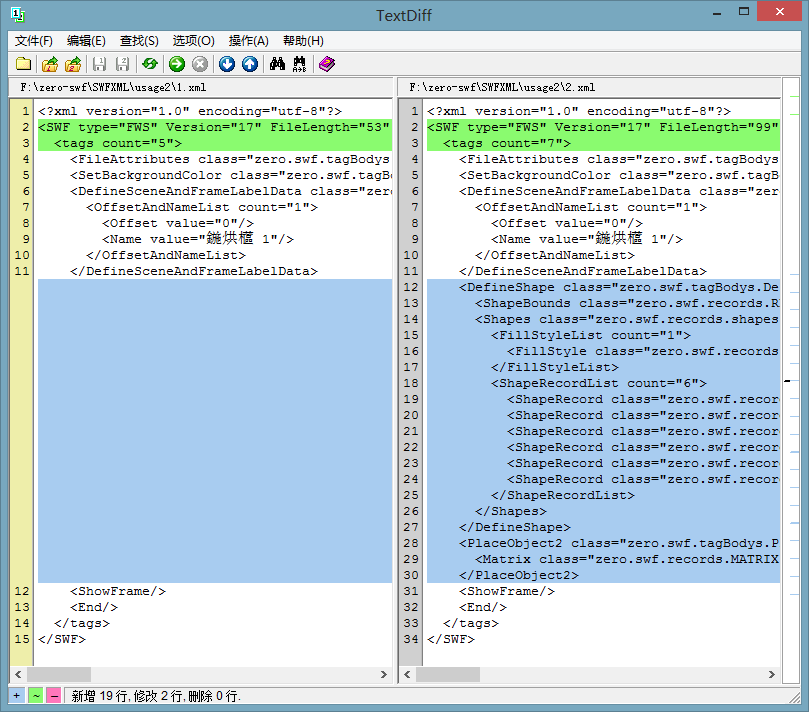 TextDiff
文件(F) 编辑(E) 查找(S) 选项(O) 操作(A) 帮助(H)
F:\zero-swf\SWFXML\usage2\1.xml
1 <?xml version="1.0" encoding="utf-8"?>
2 <SWF type="FWS" Version="17" FileLength="53"
3 <tags count="5">
4 <FileAttributes class="zero.swf.tagBodys
5 <SetBackgroundColor class="zero.swf.tagB
6 <DefineSceneAndFrameLabelData class="zer
7 <OffsetAndNameList count="1">
8 <Offset value="0"/>
9 <Name value=" 1"/>
10 </OffsetAndNameList>
11 </DefineSceneAndFrameLabelData>
12 <ShowFrame/>
13 <End/>
14 </tags>
15 </SWF>
F:\zero-swf\SWFXML\usage2\2.xml
1 <?xml version="1.0" encoding="utf-8"?>
2 <SWF type="FWS" Version="17" FileLength="99"
3 <tags count="7">
4 <FileAttributes class="zero.swf.tagBodys
5 <SetBackgroundColor class="zero.swf.tagB
6 <DefineSceneAndFrameLabelData class="zer
7 <OffsetAndNameList count="1">
8 <Offset value="0"/>
9 <Name value=" 1"/>
10 </OffsetAndNameList>
11 </DefineSceneAndFrameLabelData>
12 <DefineShape class="zero.swf.tagBodys.De
13 <ShapeBounds class="zero.swf.records.R
14 <Shapes class="zero.swf.records.shapes
15 <FillStyleList count="1">
16 <FillStyle class="zero.swf.records
17 </FillStyleList>
18 <ShapeRecordList count="6">
19 <ShapeRecord class="zero.swf.recor
20 <ShapeRecord class="zero.swf.recor
21 <ShapeRecord class="zero.swf.recor
22 <ShapeRecord class="zero.swf.recor
23 <ShapeRecord class="zero.swf.recor
24 <ShapeRecord class="zero.swf.recor
25 </ShapeRecordList>
26 </Shapes>
27 </DefineShape>
28 <PlaceObject2 class="zero.swf.tagBodys.P
29 <Matrix class="zero.swf.records.MATRIX
30 </PlaceObject2>
31 <ShowFrame/>
32 <End/>
33 </tags>
34 </SWF>
+ ~ – 新增 19 行, 修改 2 行, 删除 0 行.